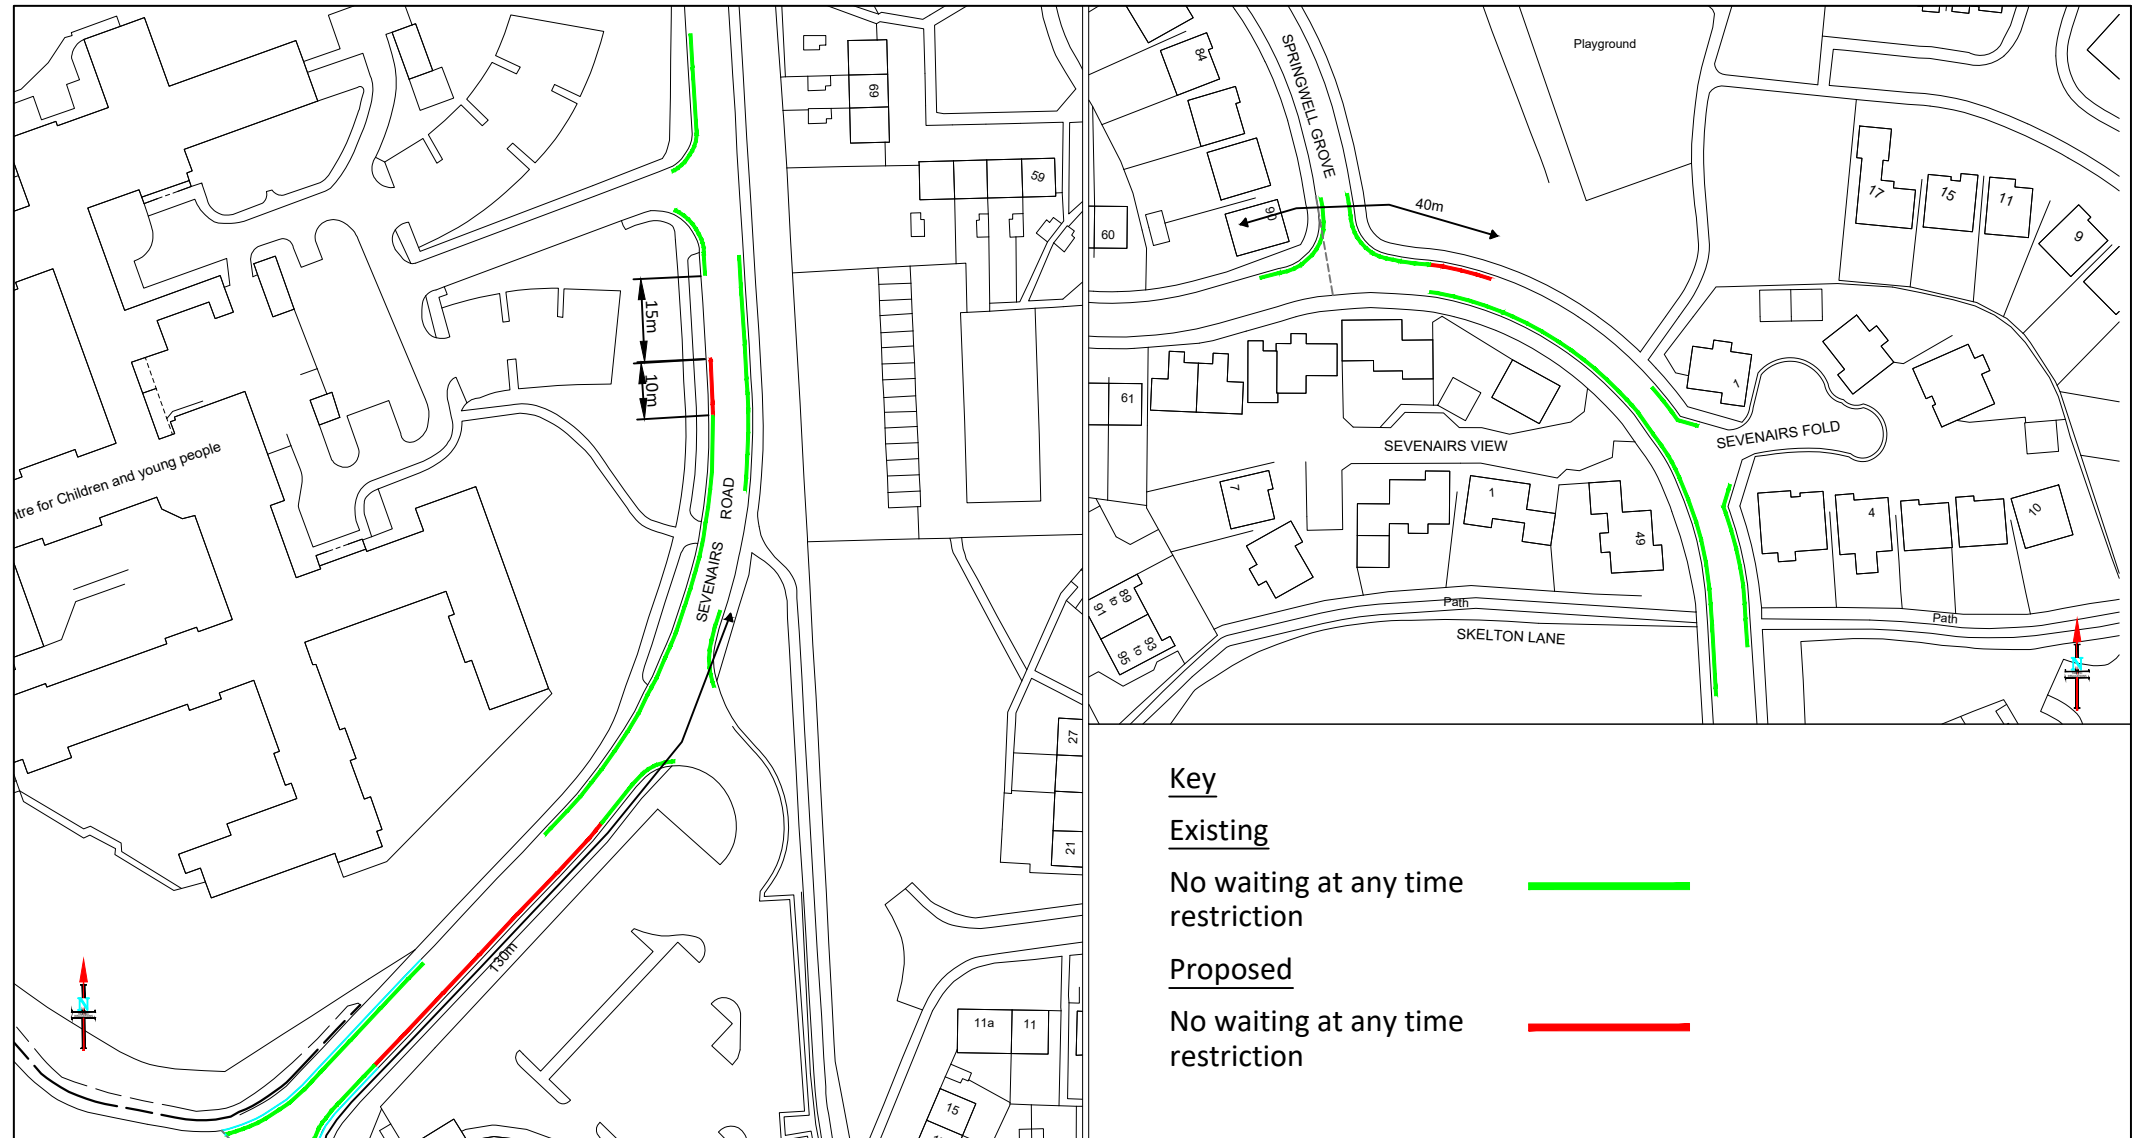 69
59
15m
10m
ntre for Children and young people
SEVENAIRS ROAD
27
21
130m
11a
11
15
N
SPRINGWELL GROVE
Playground
84
90
40m
60
17
15
11
9
61
1
SEVENAIRS VIEW
SEVENAIRS FOLD
7
1
49
4
10
89
to
91
93
to
95
Path
SKELTON LANE
Path
N
Key
Existing
No waiting at any time
restriction
Proposed
No waiting at any time
restriction